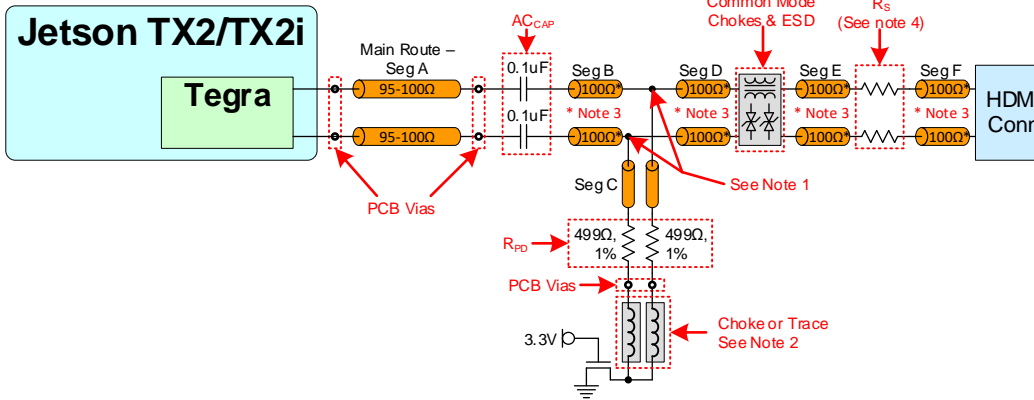 Jetson TX2/TX2i
Tegra
Main Route –
Seg A
95-100Ω
95-100Ω
PCB Vias
AC_CAP
0.1uF
0.1uF
Seg B
100Ω*
* Note 3
100Ω*
Seg D
100Ω*
* Note 3
100Ω*
Common Mode
Chokes & ESD
Seg E
100Ω*
* Note 3
100Ω*
R_S
(See note 4)
Seg F
100Ω*
* Note 3
100Ω*
HDM
Conn
See Note 1
Seg C
R_PD
499Ω,
1%
499Ω,
1%
PCB Vias
Choke or Trace
See Note 2
3.3V